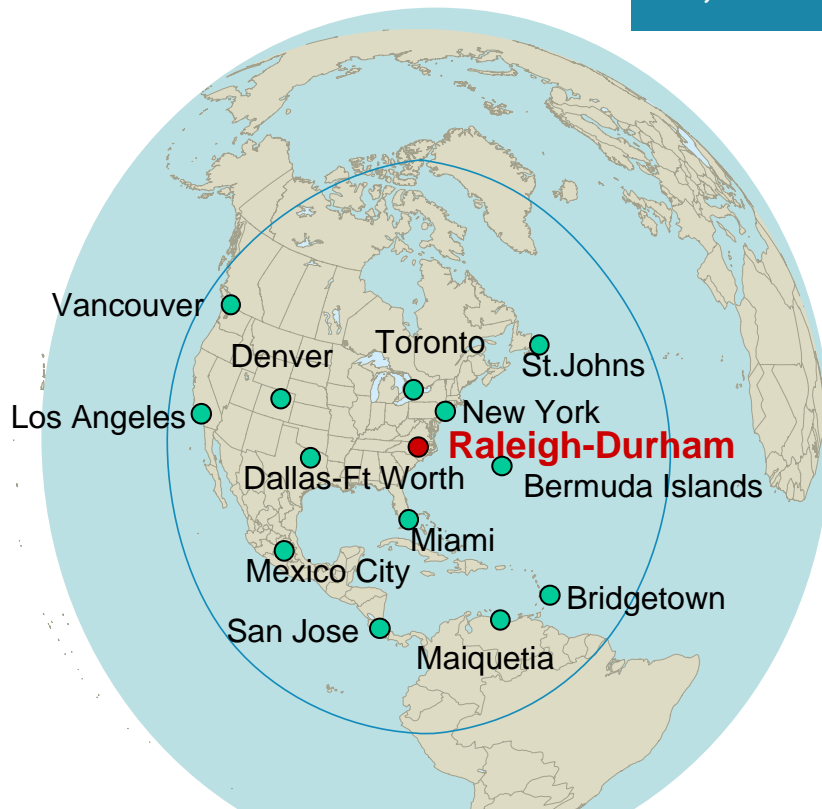 Vancouver
Toronto
Denver
St.Johns
Los Angeles
New York
Raleigh-Durham
Dallas-Ft Worth
Bermuda Islands
Miami
Mexico City
Bridgetown
San Jose
Maiquetia